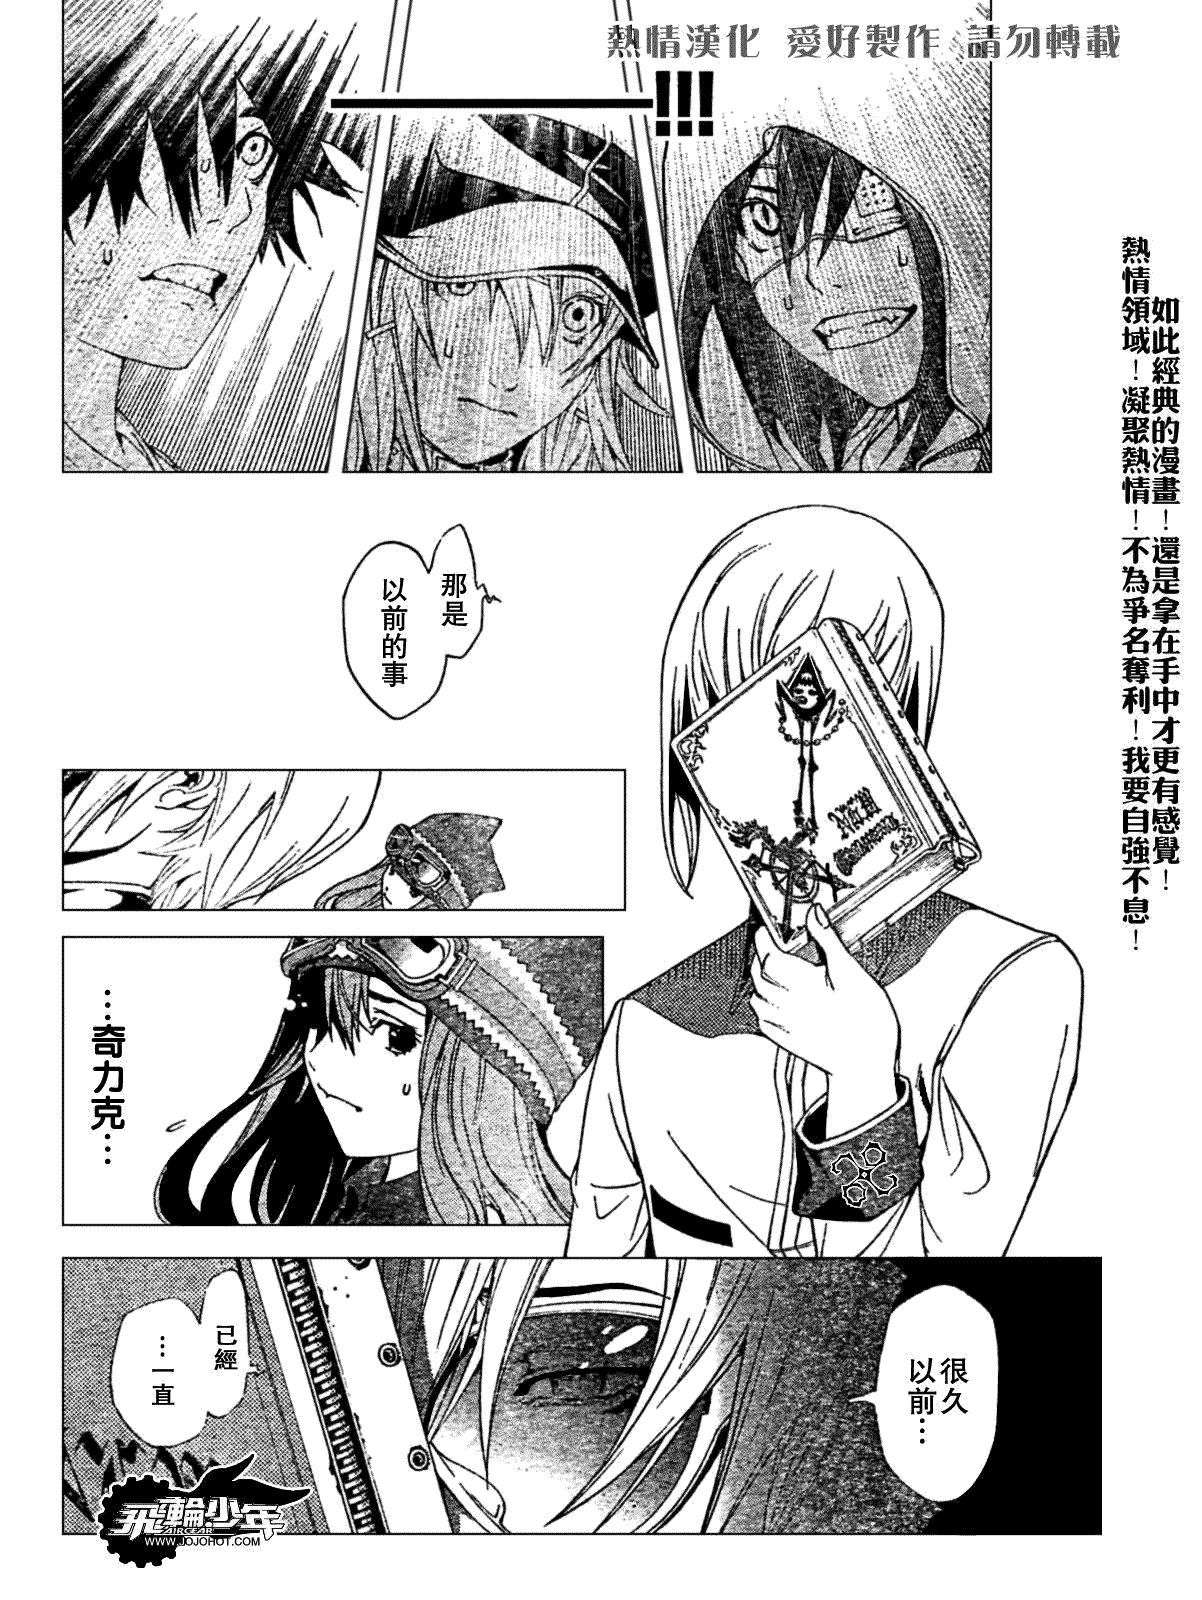 熱情漢化 愛好製作 請勿轉載
!!!
如此經典的漫畫！還是拿在手中才更有感覺！
熱情領域！凝聚熱情！不為爭名奪利！我要自強不息！
那是
以前的事
…奇力克…
很久
以前…
已經
…一直
飛輪少年
AIRGEAR
WWW.JOJOHOT.COM